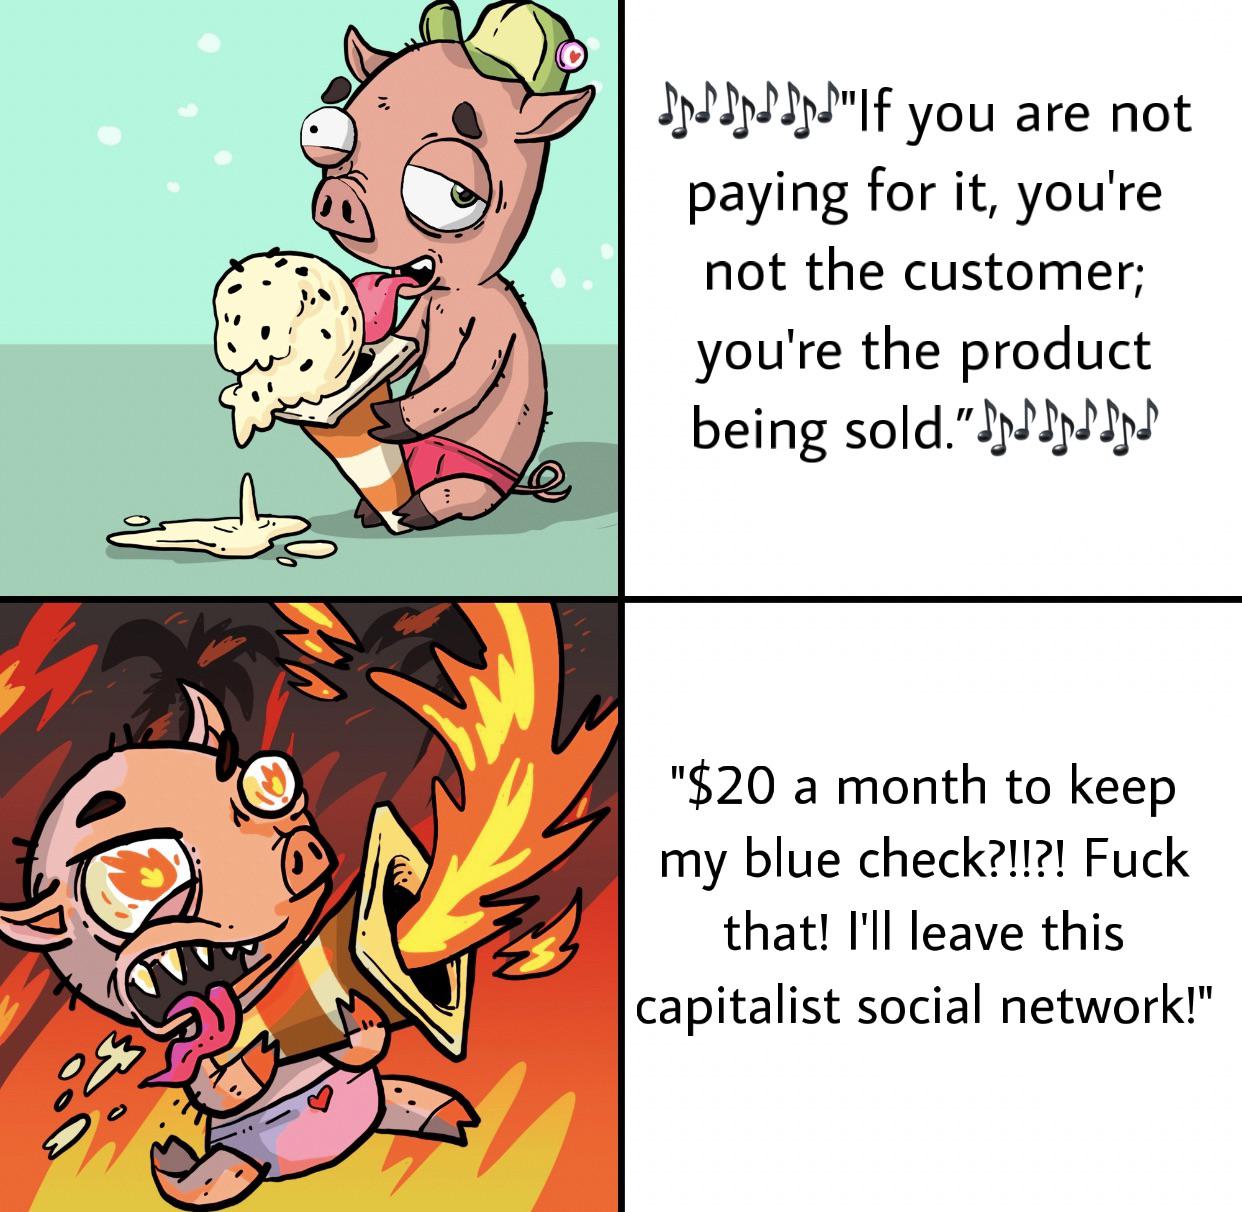 🎶🎶🎶"If you are not
paying for it, you're
not the customer;
you're the product
being sold.”🎶🎶🎶
"$20 a month to keep
my blue check?!!?! Fuck
that! I'll leave this
capitalist social network!"